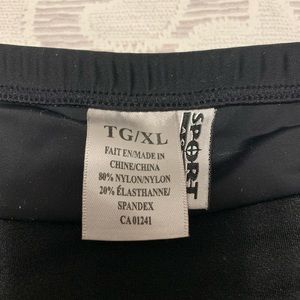 TG/XL
FAIT EN/MADE IN
CHINE/CHINA
80% NYLON/NYLON
20% ÉLASTHANNE/
SPANDEX
CA 01241
SPORT